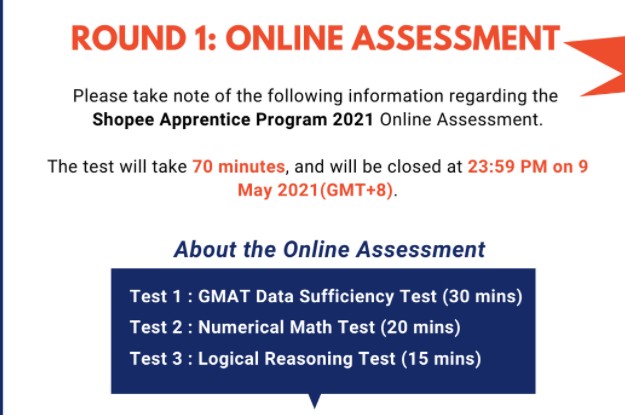 ROUND 1: ONLINE ASSESSMENT
Please take note of the following information regarding the
Shopee Apprentice Program 2021 Online Assessment.
The test will take 70 minutes, and will be closed at 23:59 PM on 9
May 2021(GMT+8).
About the Online Assessment
Test 1 : GMAT Data Sufficiency Test (30 mins)
Test 2 : Numerical Math Test (20 mins)
Test 3 : Logical Reasoning Test (15 mins)